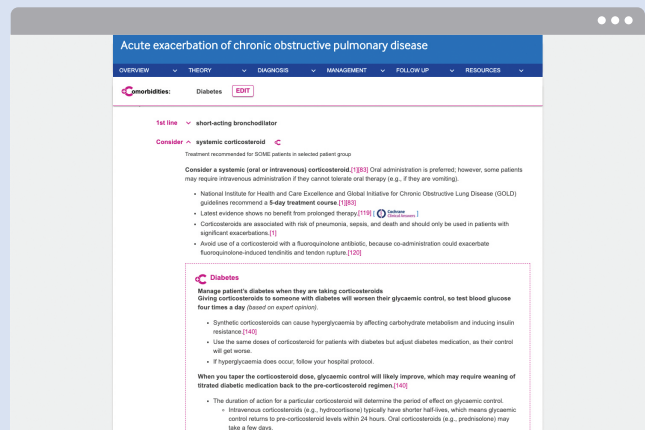 Acute exacerbation of chronic obstructive pulmonary disease
OVERVIEW THEORY DIAGNOSIS MANAGEMENT FOLLOW UP RESOURCES
Comorbidities: Diabetes EDIT
1st line short-acting bronchodilator
Consider systemic corticosteroid
Treatment recommended for SOME patients in selected patient group
Consider a systemic (oral or intravenous) corticosteroid.[1][83] Oral administration is preferred; however, some patients
may require intravenous administration if they cannot tolerate oral therapy (e.g., if they are vomiting).
• National Institute for Health and Care Excellence and Global Initiative for Chronic Obstructive Lung Disease (GOLD)
guidelines recommend a 5-day treatment course.[1][83]
• Latest evidence shows no benefit from prolonged therapy.[119] [ Cochrane Clinical Answers ]
• Corticosteroids are associated with risk of pneumonia, sepsis, and death and should only be used in patients with
significant exacerbations.[1]
• Avoid use of a corticosteroid with a fluoroquinolone antibiotic, because co-administration could exacerbate
fluoroquinolone-induced tendinitis and tendon rupture.[120]
Diabetes
Manage patient's diabetes when they are taking corticosteroids
Giving corticosteroids to someone with diabetes will worsen their glycaemic control, so test blood glucose
four times a day (based on expert opinion).
• Synthetic corticosteroids can cause hyperglycaemia by affecting carbohydrate metabolism and inducing insulin
resistance.[140]
• Use the same doses of corticosteroid for patients with diabetes but adjust diabetes medication, as their control
will get worse.
• If hyperglycaemia does occur, follow your hospital protocol.
When you taper the corticosteroid dose, glycaemic control will likely improve, which may require weaning of
titrated diabetic medication back to the pre-corticosteroid regimen.[140]
• The duration of action for a particular corticosteroid will determine the period of effect on glycaemic control.
Intravenous corticosteroids (e.g., hydrocortisone) typically have shorter half-lives, which means glycaemic
control returns to pre-corticosteroid levels within 24 hours. Oral corticosteroids (e.g., prednisolone) may
take a few days.